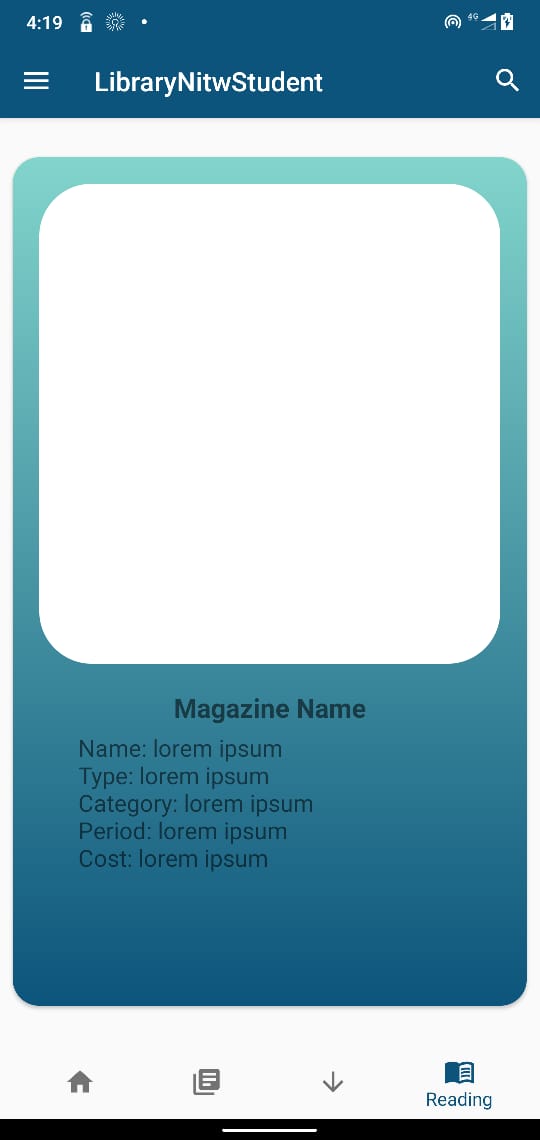 4:19
4G
LibraryNitwStudent
Magazine Name
Name: lorem ipsum
Type: lorem ipsum
Category: lorem ipsum
Period: lorem ipsum
Cost: lorem ipsum
Reading